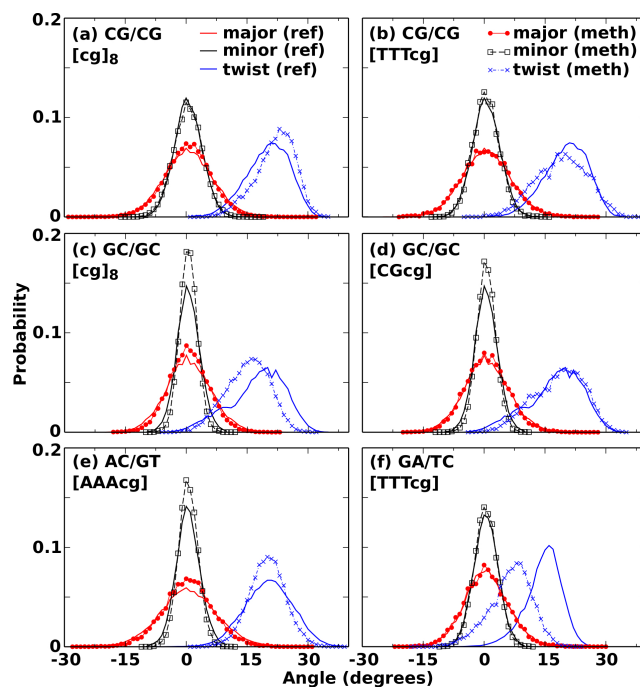 0.2
(a) CG/CG
[cg]8
major (ref)
minor (ref)
twist (ref)
(b) CG/CG
[TTTcg]
major (meth)
minor (meth)
twist (meth)
0.1
0
0.2
(c) GC/GC
[cg]8
(d) GC/GC
[CGcg]
0.1
0
0.2
(e) AC/GT
[AAAcg]
(f) GA/TC
[TTTcg]
0.1
0
-30 -15 0 15 30
-15 0 15 30
Probability
Angle (degrees)